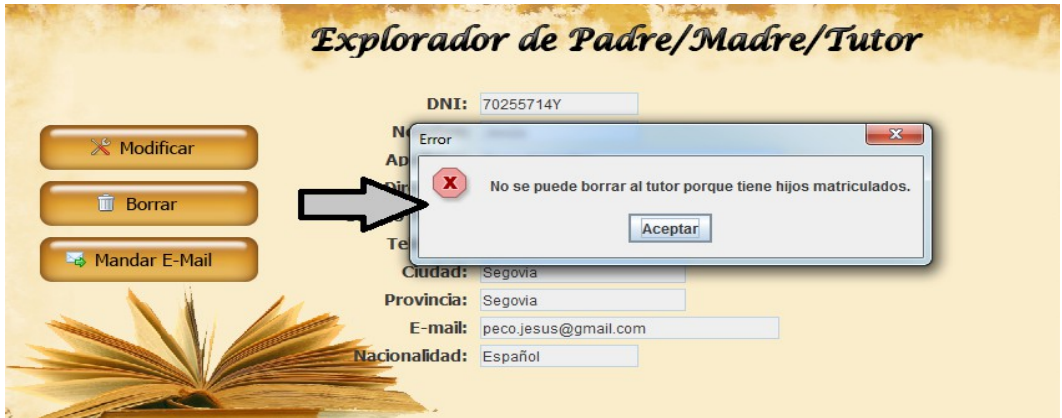 Explorador de Padre/Madre/Tutor
DNI: 70255714Y
Modificar
Borrar
Mandar E-Mail
Error
No se puede borrar al tutor porque tiene hijos matriculados.
Aceptar
Ciudad: Segovia
Provincia: Segovia
E-mail: peco.jesus@gmail.com
Nacionalidad: Español